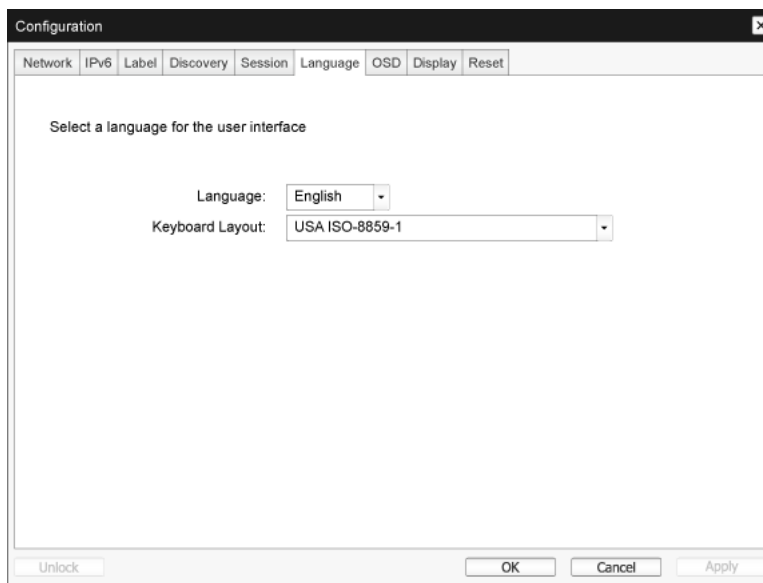 Configuration
Network IPv6 Label Discovery Session Language OSD Display Reset
Select a language for the user interface
Language: English
Keyboard Layout: USA ISO-8859-1
Unlock OK Cancel Apply